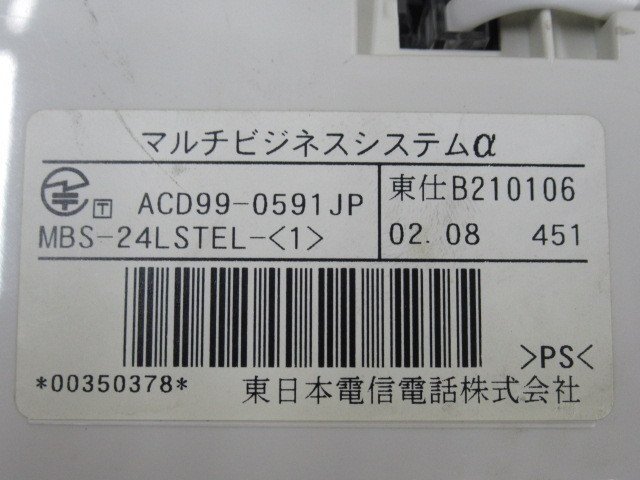 マルチビジネスシステムα
T ACD99-0591JP
MBS-24LSTEL-<1>
東仕B210106
02.08 451
>PS<
*00350378*
東日本電信電話株式会社